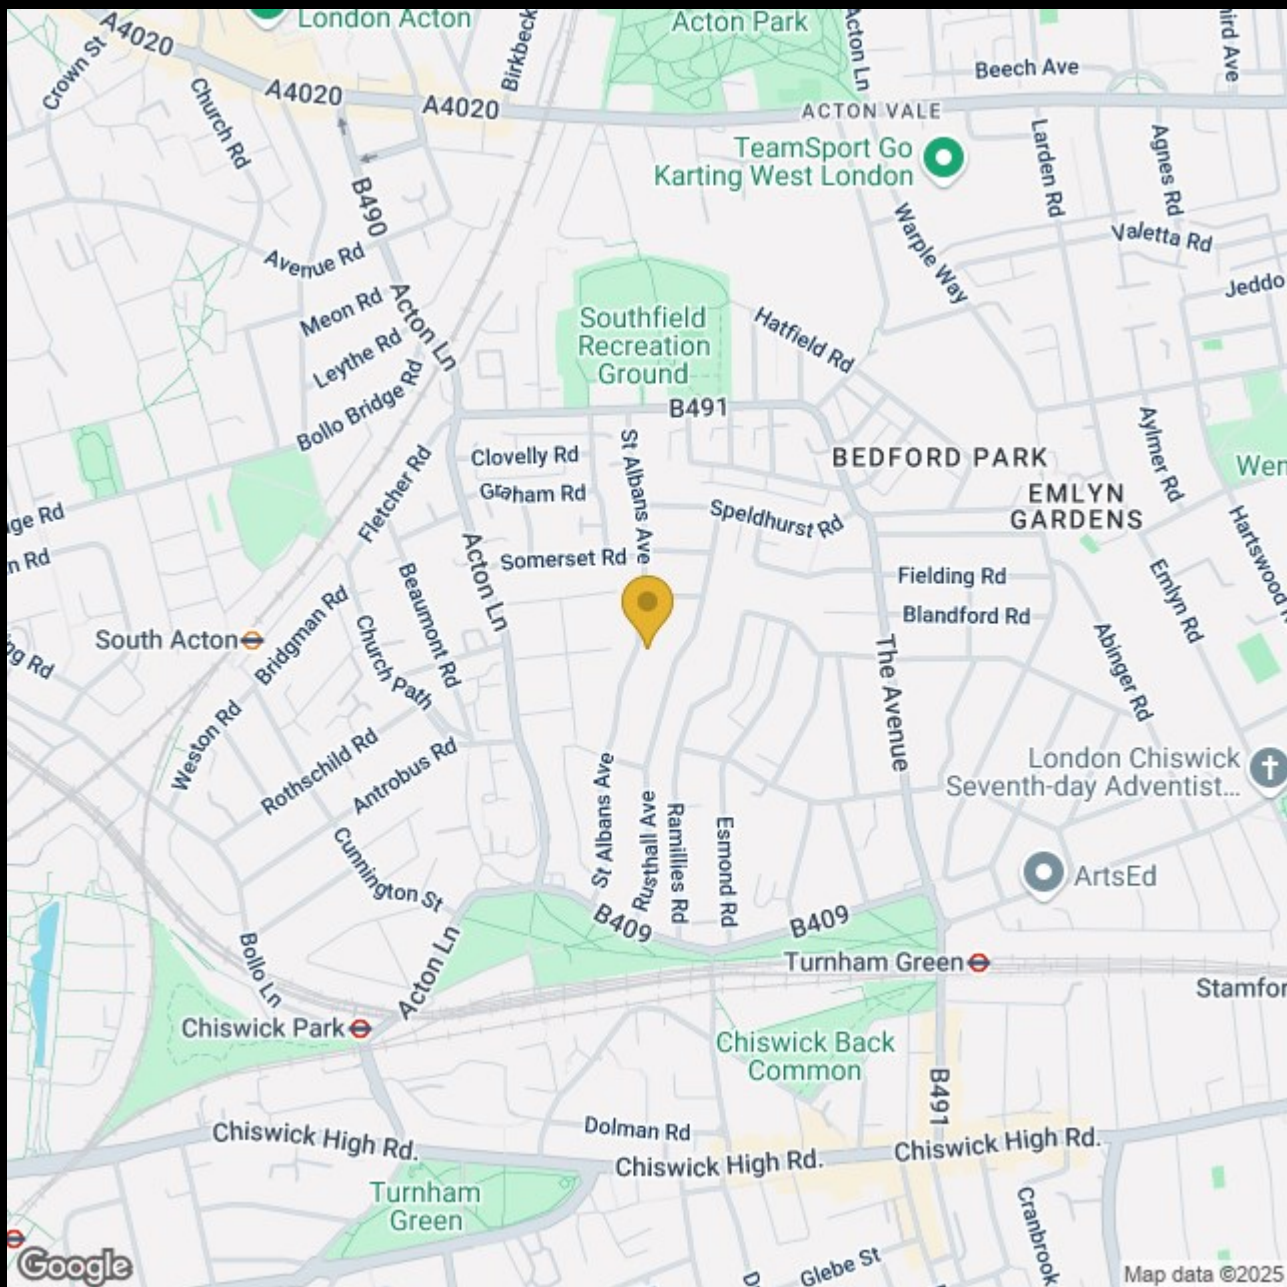 London Acton
A4020
Crown St
Church Rd
A4020
A4020
Birkbeck
Acton Park
Acton Ln
Beech Ave
hird Ave
ACTON VALE
TeamSport Go
Karting West London
Larden Rd
Agnes Rd
B490
Avenue Rd
Warple Way
Valetta Rd
Jeddo
Meon Rd
Acton Ln
Leythe Rd
Bollo Bridge Rd
Southfield
Recreation
Ground
Hatfield Rd
B491
Fletcher Rd
Clovelly Rd
Graham Rd
St Albans Ave
BEDFORD PARK
EMLYN
GARDENS
Aylmer Rd
Wen
ge Rd
n Rd
Speldhurst Rd
Hartswood R
Acton Ln
Somerset Rd
Fielding Rd
Blandford Rd
Emlyn Rd
Beaumont Rd
Bridgman Rd
South Acton
Church Path
ng Rd
The Avenue
Abinger Rd
Weston Rd
Rothschild Rd
Antrobus Rd
London Chiswick
Seventh-day Adventist...
St Albans Ave
Rusthall Ave
Ramillies Rd
Esmond Rd
Cunnington St
ArtsEd
B409
B409
Bollo Ln
Acton Ln
Turnham Green
Stamfor
Chiswick Park
Chiswick Back
Common
B491
Dolman Rd
Chiswick High Rd.
Chiswick High Rd.
Chiswick High Rd.
Turnham
Green
Cranbrook
Glebe St
D
Google
Map data ©2025